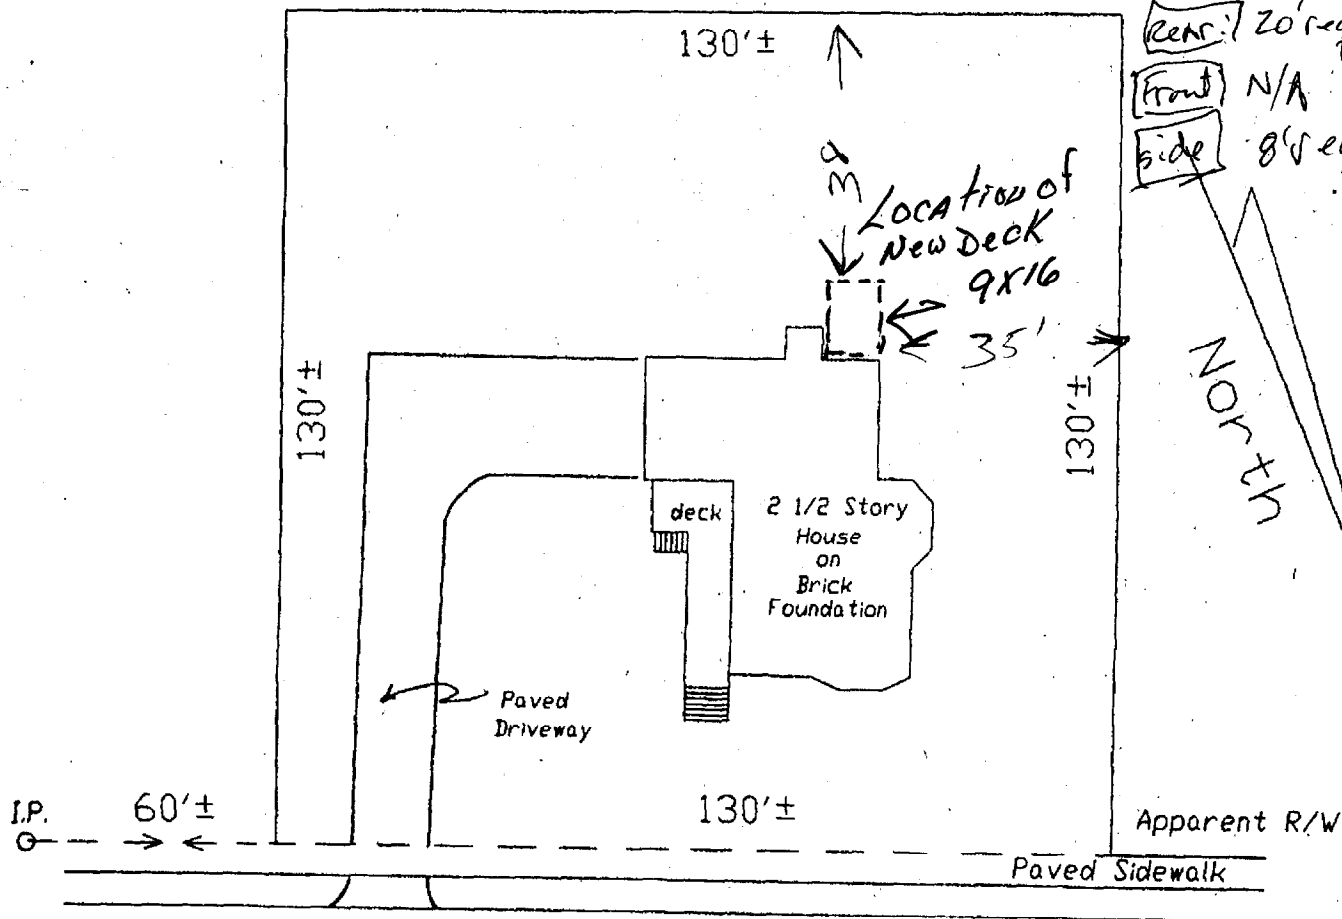 130'±
Rear: 20'
Front N/A
side 8'
38
Location of
New Deck
9x16
35'
130'±
130'±
North
deck
2 1/2 Story
House
on
Brick
Foundation
Paved
Driveway
I.P.
60'±
130'±
Apparent R/W
Paved Sidewalk